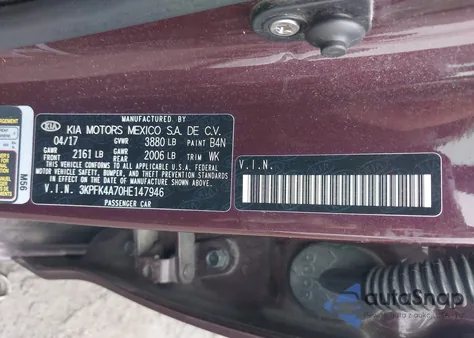 MANUFACTURED BY
KIA KIA MOTORS MEXICO S.A. DE C.V.
04/17 GVWR 3880 LB PAINT B4N
GAWR FRONT 2161 LB GAWR REAR 2006 LB TRIM WK
THIS VEHICLE CONFORMS TO ALL APPLICABLE U.S.A. FEDERAL
MOTOR VEHICLE SAFETY, BUMPER, AND THEFT PREVENTION
STANDARDS IN EFFECT ON THE DATE OF MANUFACTURE SHOWN ABOVE.
V.I.N. 3KPFK4A70HE147946
PASSENGER CAR
V.I.N.
M56
autoSnap